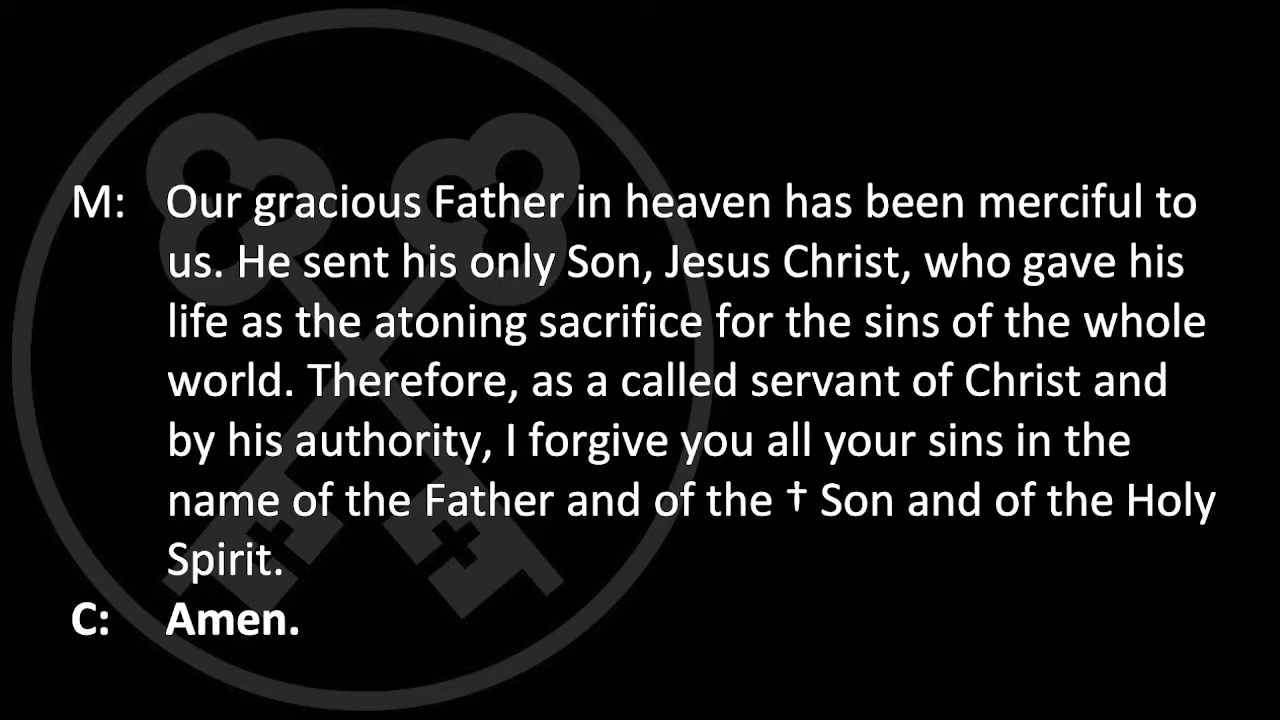 M: Our gracious Father in heaven has been merciful to
us. He sent his only Son, Jesus Christ, who gave his
life as the atoning sacrifice for the sins of the whole
world. Therefore, as a called servant of Christ and
by his authority, I forgive you all your sins in the
name of the Father and of the † Son and of the Holy
Spirit.
C: Amen.